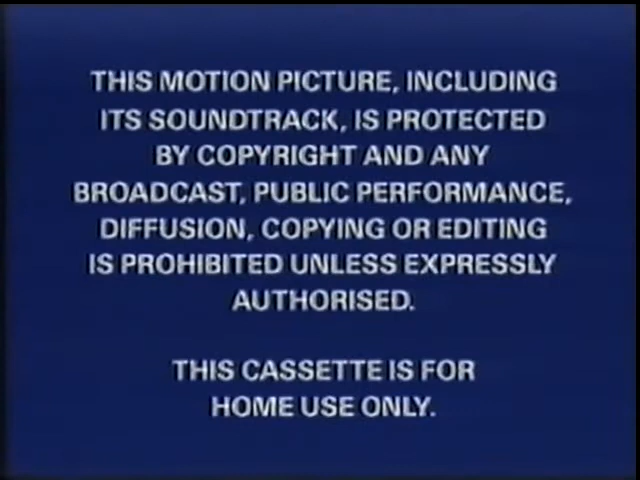 THIS MOTION PICTURE, INCLUDING
ITS SOUNDTRACK, IS PROTECTED
BY COPYRIGHT AND ANY
BROADCAST, PUBLIC PERFORMANCE,
DIFFUSION, COPYING OR EDITING
IS PROHIBITED UNLESS EXPRESSLY
AUTHORISED.
THIS CASSETTE IS FOR
HOME USE ONLY.